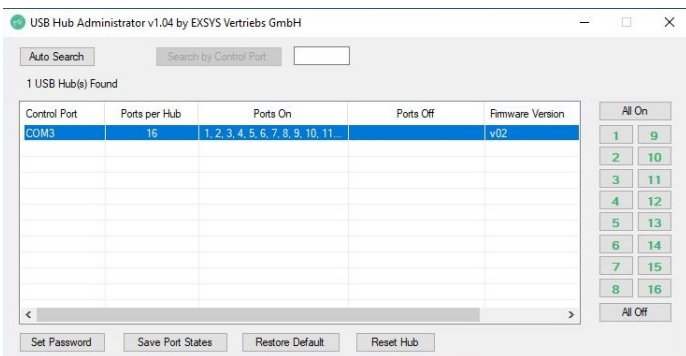 USB Hub Administrator v1.04 by EXSYS Vertriebs GmbH
Auto Search Search by Control Port:
1 USB Hub(s) Found
Control Port Ports per Hub Ports On Ports Off Firmware Version
COM3 16 1, 2, 3, 4, 5, 6, 7, 8, 9, 10, 11... v02
All On
1 9
2 10
3 11
4 12
5 13
6 14
7 15
8 16
All Off
Set Password Save Port States Restore Default Reset Hub